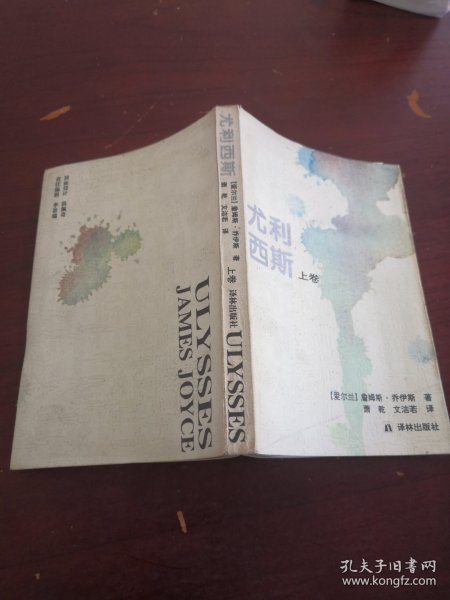 尤利
西斯
上卷
［爱尔兰］詹姆斯·乔伊斯 著
萧乾 文洁若 译
译林出版社
尤利西斯
［爱尔兰］詹姆斯·乔伊斯 著
萧乾 文洁若 译
上卷 译林出版社
ULYSSES
ULYSSES
JAMES JOYCE
孔夫子旧书网
www.kongfz.com